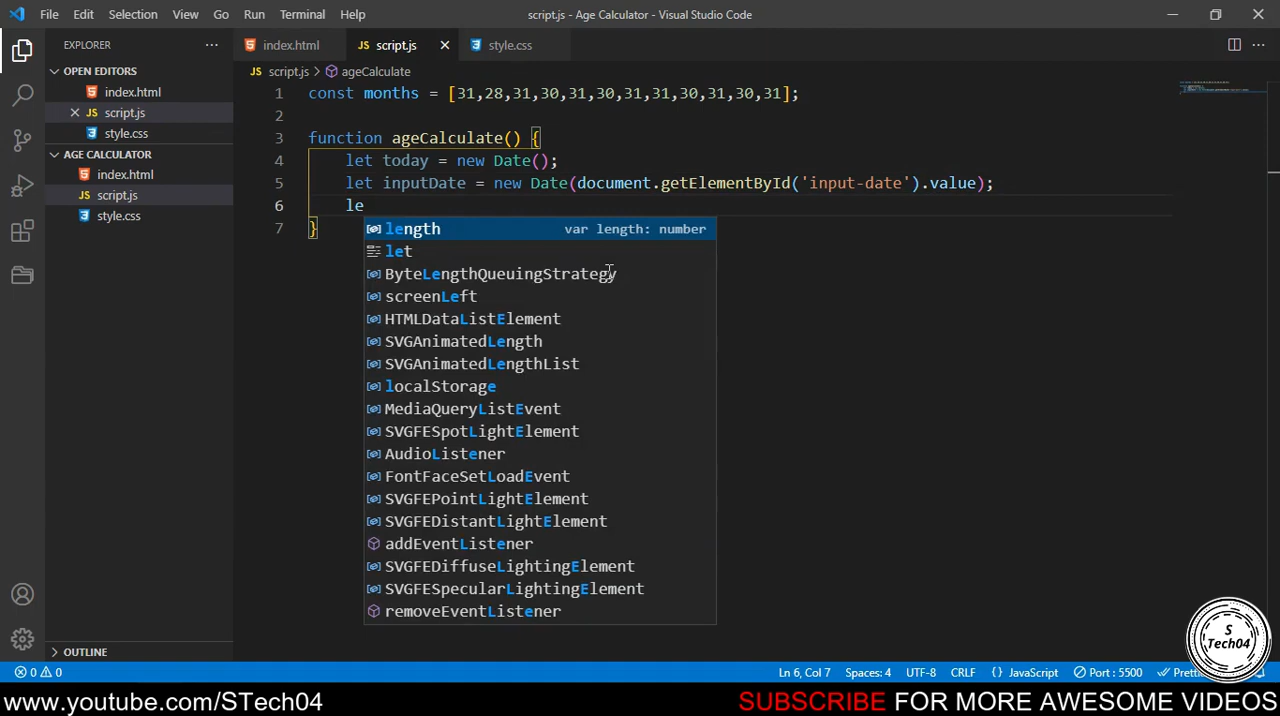 File Edit Selection View Go Run Terminal Help script.js - Age Calculator - Visual Studio Code
EXPLORER
index.html script.js style.css
OPEN EDITORS
index.html
script.js
style.css
AGE CALCULATOR
index.html
script.js
style.css
OUTLINE
script.js > ageCalculate
1 const months = [31,28,31,30,31,30,31,31,30,31,30,31];
2
3 function ageCalculate() {
4 let today = new Date();
5 let inputDate = new Date(document.getElementById('input-date').value);
6 le
7 }
length var length: number
let
ByteLengthQueuingStrategy
screenLeft
HTMLDataListElement
SVGAnimatedLength
SVGAnimatedLengthList
localStorage
MediaQueryListEvent
SVGFESpotLightElement
AudioListener
FontFaceSetLoadEvent
SVGFEPointLightElement
SVGFEDistantLightElement
addEventListener
SVGFEDiffuseLightingElement
SVGFESpecularLightingElement
removeEventListener
S
Tech04
0 0 Ln 6, Col 7 Spaces: 4 UTF-8 CRLF {} JavaScript Port : 5500
www.youtube.com/STech04 SUBSCRIBE FOR MORE AWESOME VIDEOS